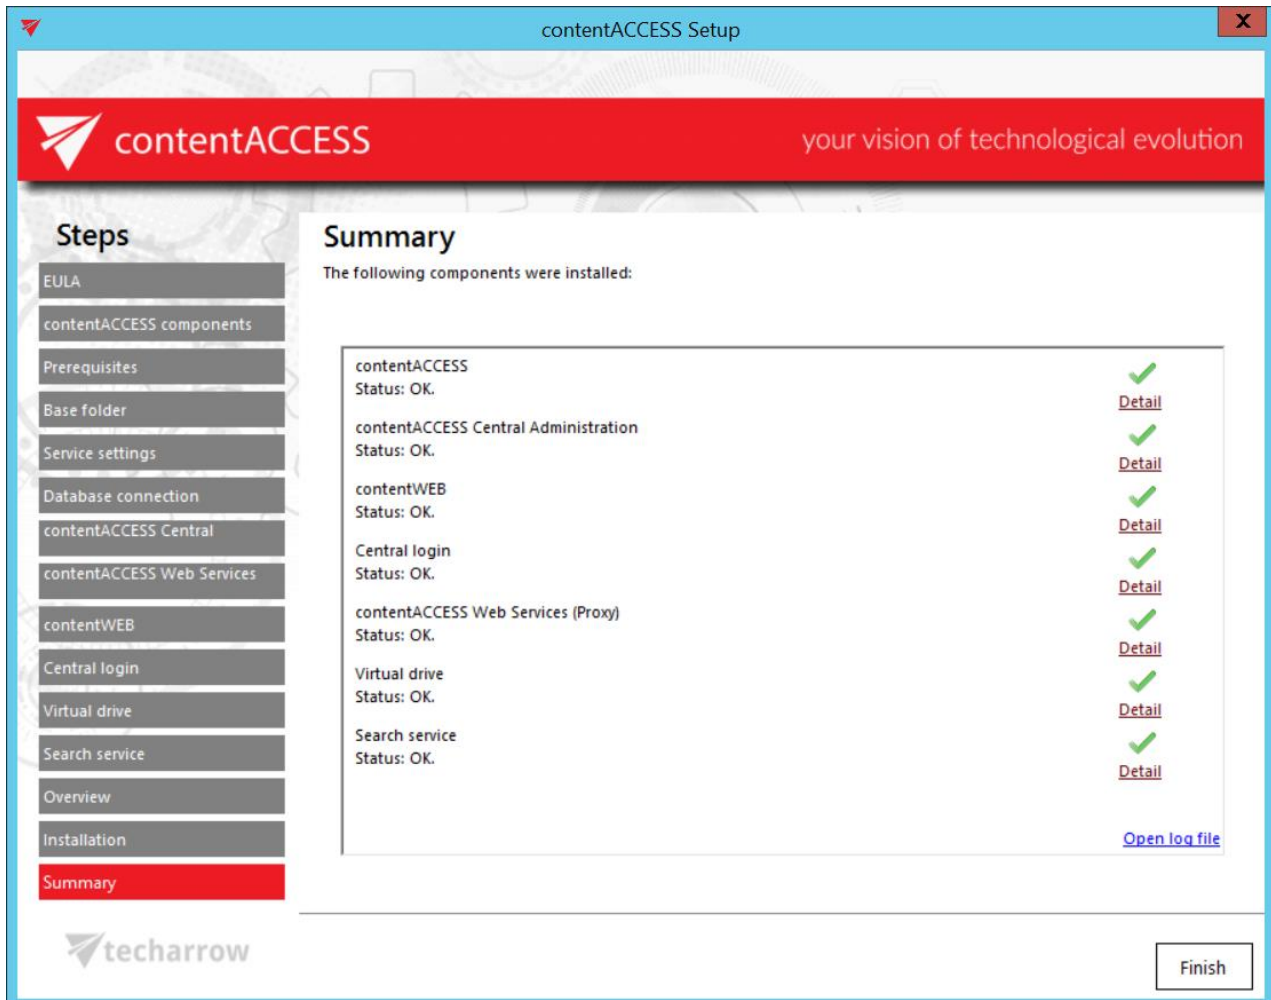 contentACCESS Setup
X
contentACCESS
your vision of technological evolution
Steps
EULA
contentACCESS components
Prerequisites
Base folder
Service settings
Database connection
contentACCESS Central
contentACCESS Web Services
contentWEB
Central login
Virtual drive
Search service
Overview
Installation
Summary
techarrow
Summary
The following components were installed:
contentACCESS
Status: OK.
Detail
contentACCESS Central Administration
Status: OK.
Detail
contentWEB
Status: OK.
Detail
Central login
Status: OK.
Detail
contentACCESS Web Services (Proxy)
Status: OK.
Detail
Virtual drive
Status: OK.
Detail
Search service
Status: OK.
Detail
Open log file
Finish